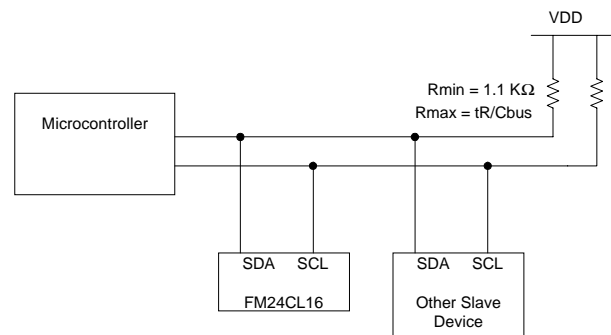 VDD
Rmin = 1.1 KΩ
Rmax = tR/Cbus
Microcontroller
SDA SCL
FM24CL16
SDA SCL
Other Slave
Device